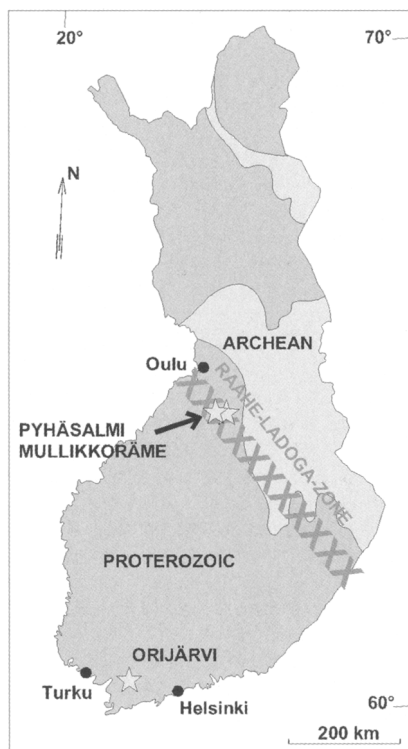 20°
70°
N
ARCHEAN
Oulu
RAAHE-LADOGA-ZONE
PYHÄSALMI
MULLIKKORÄME
PROTEROZOIC
ORIJÄRVI
Turku
Helsinki
60°
200 km